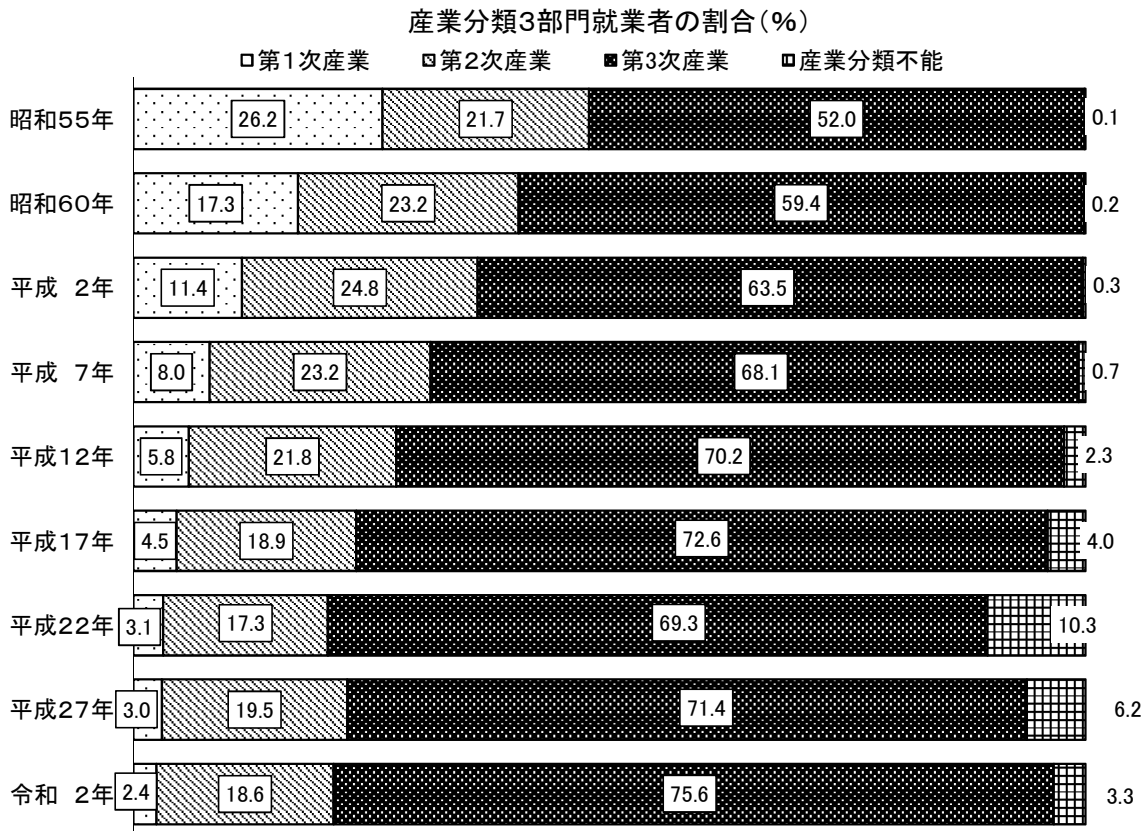 産業分類3部門就業者の割合(%)
第1次産業 第2次産業 第3次産業 産業分類不能
昭和55年 26.2 21.7 52.0 0.1
昭和60年 17.3 23.2 59.4 0.2
平成 2年 11.4 24.8 63.5 0.3
平成 7年 8.0 23.2 68.1 0.7
平成12年 5.8 21.8 70.2 2.3
平成17年 4.5 18.9 72.6 4.0
平成22年 3.1 17.3 69.3 10.3
平成27年 3.0 19.5 71.4 6.2
令和 2年 2.4 18.6 75.6 3.3